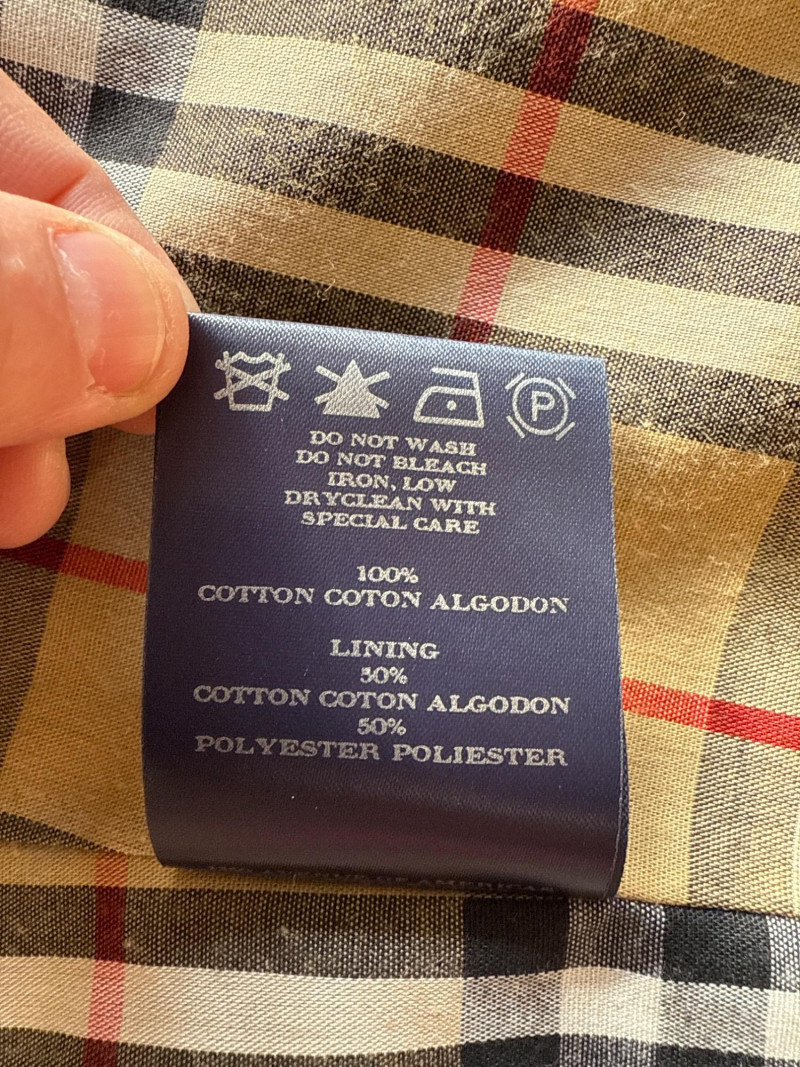 P
DO NOT WASH
DO NOT BLEACH
IRON, LOW
DRYCLEAN WITH
SPECIAL CARE
100%
COTTON COTON ALGODON
LINING
50%
COTTON COTON ALGODON
50%
POLYESTER POLIESTER